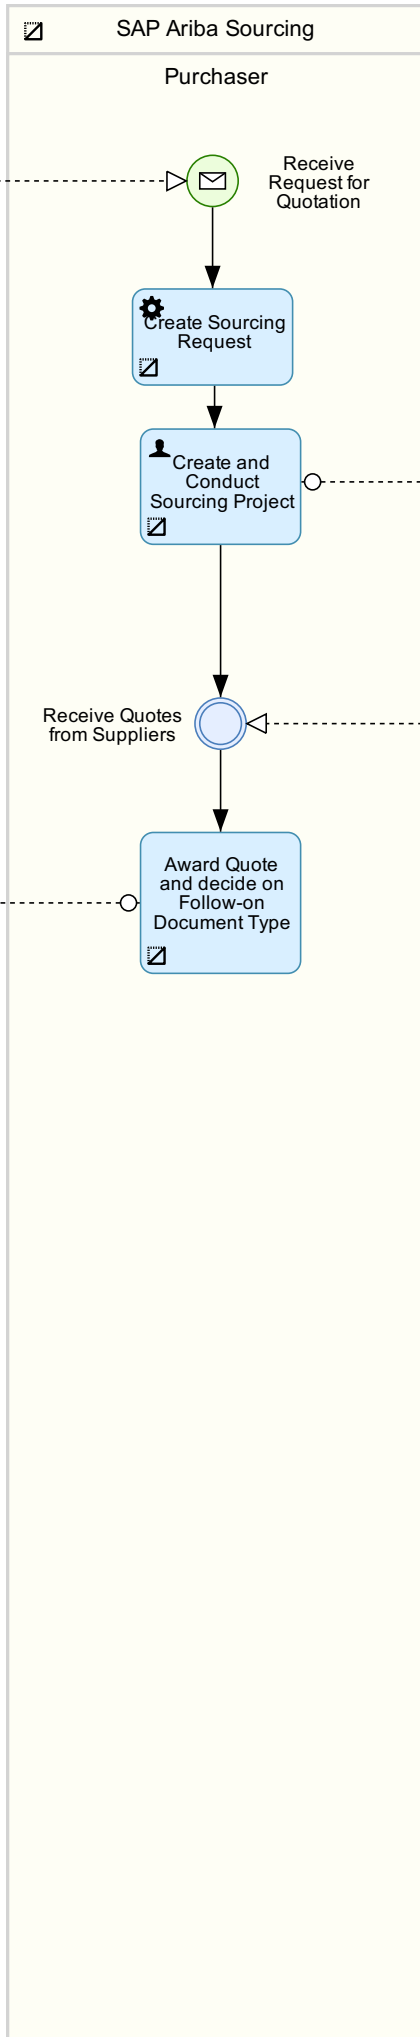 SAP Ariba Sourcing
Purchaser
Receive
Request for
Quotation
Create Sourcing
Request
Create and
Conduct
Sourcing Project
Receive Quotes
from Suppliers
Award Quote
and decide on
Follow-on
Document Type